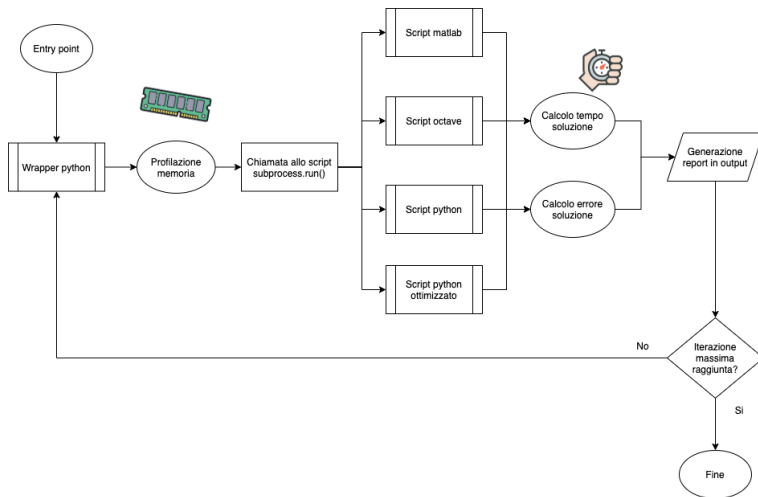 Entry point
Wrapper python
Profilazione
memoria
Chiamata allo script
subprocess.run()
Script matlab
Script octave
Script python
Script python
ottimizzato
Calcolo tempo
soluzione
Calcolo errore
soluzione
Generazione
report in output
Iterazione
massima
raggiunta?
No
Si
Fine